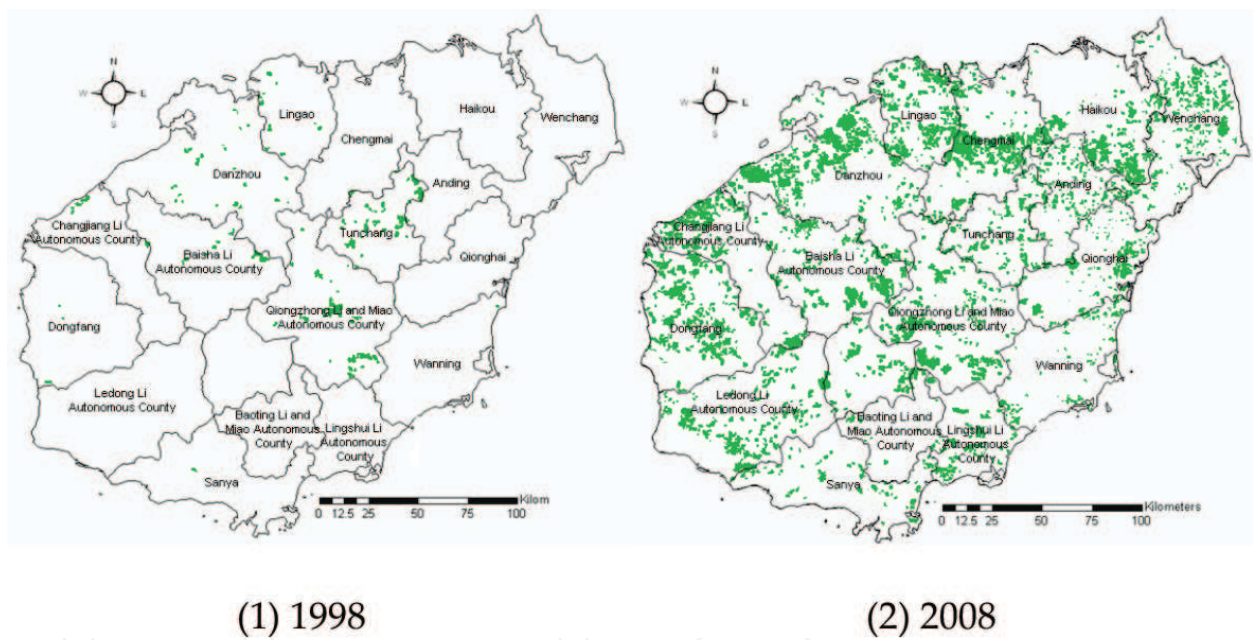 N
W E
S
Haikou
Wenchang
Lingao
Chengmai
Danzhou
Anding
Tunchang
Changjiang Li
Autonomous County
Baisha Li
Autonomous County
Qionghai
Qiongzhong Li and Miao
Autonomous County
Dongfang
Wanning
Ledong Li
Autonomous County
Baoting Li and
Miao Autonomous
County
Lingshui Li
Autonomous
County
Sanya
Kilom
0 12.5 25 50 75 100
N
W E
S
Haikou
Wenchang
Lingao
Chengmai
Danzhou
Anding
Tunchang
Changjiang Li
Autonomous County
Baisha Li
Autonomous County
Qionghai
Qiongzhong Li and Miao
Autonomous County
Dongfang
Wanning
Ledong Li
Autonomous County
Baoting Li and
Miao Autonomous
County
Lingshui Li
Autonomous
County
Sanya
Kilometers
0 12.5 25 50 75 100
(1) 1998
(2) 2008